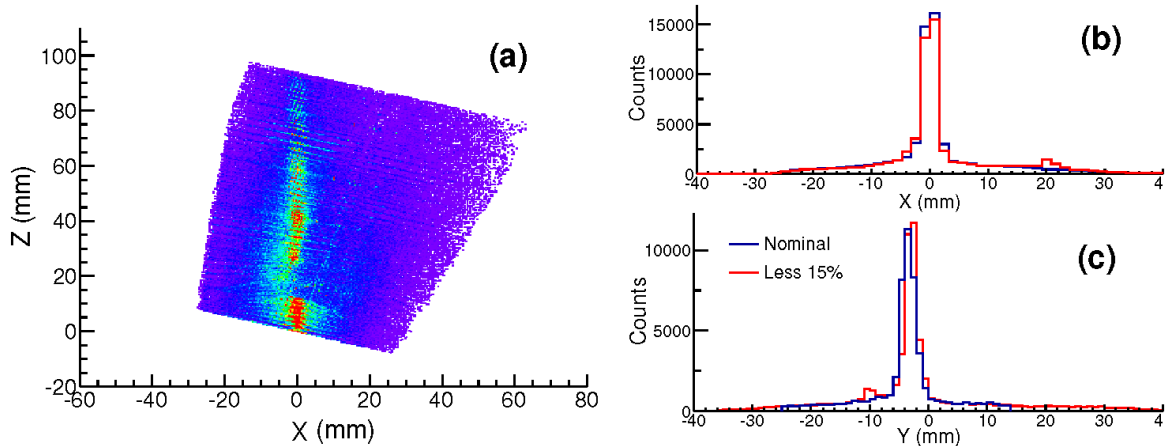 (a)
Z (mm)
100
80
60
40
20
0
-20
-60 -40 -20 0 20 40 60 80
X (mm)
(b)
Counts
15000
10000
5000
0
-40 -30 -20 -10 0 10 20 30 40
X (mm)
(c)
Nominal
Less 15%
Counts
10000
5000
0
-40 -30 -20 -10 0 10 20 30 4
Y (mm)